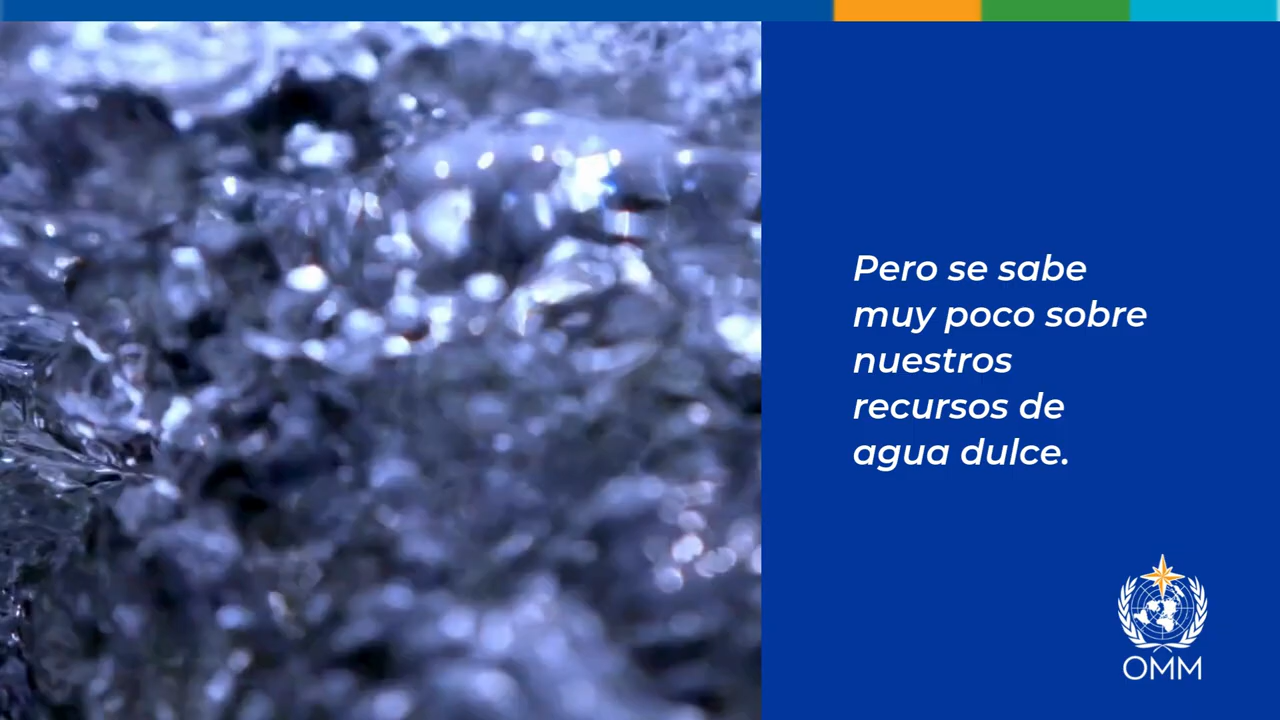 Pero se sabe
muy poco sobre
nuestros
recursos de
agua dulce.
OMM